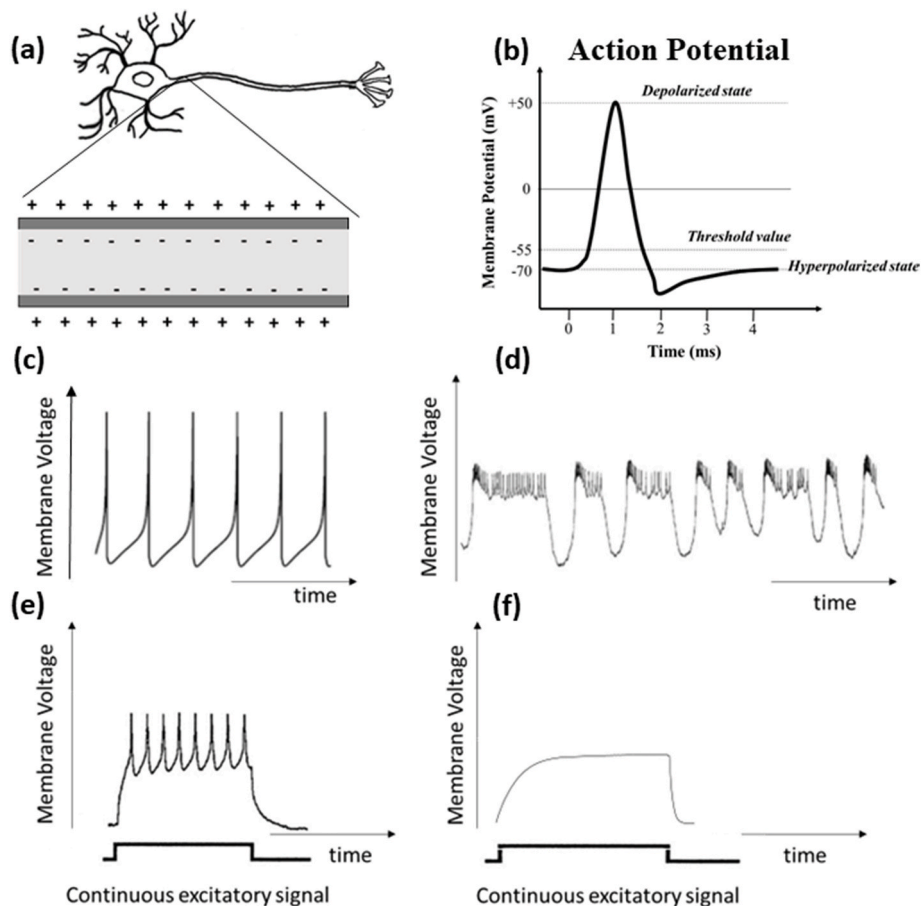 (a)
+ + + + + + + + + + + +
- - - - - - - - - - - -
- - - - - - - - - - - -
+ + + + + + + + + + + +
(b)
Action Potential
Membrane Potential (mV)
+50
0
-55
-70
Depolarized state
Threshold value
Hyperpolarized state
0 1 2 3 4
Time (ms)
(c)
Membrane Voltage
time
(d)
Membrane Voltage
time
(e)
Membrane Voltage
time
Continuous excitatory signal
(f)
Membrane Voltage
time
Continuous excitatory signal